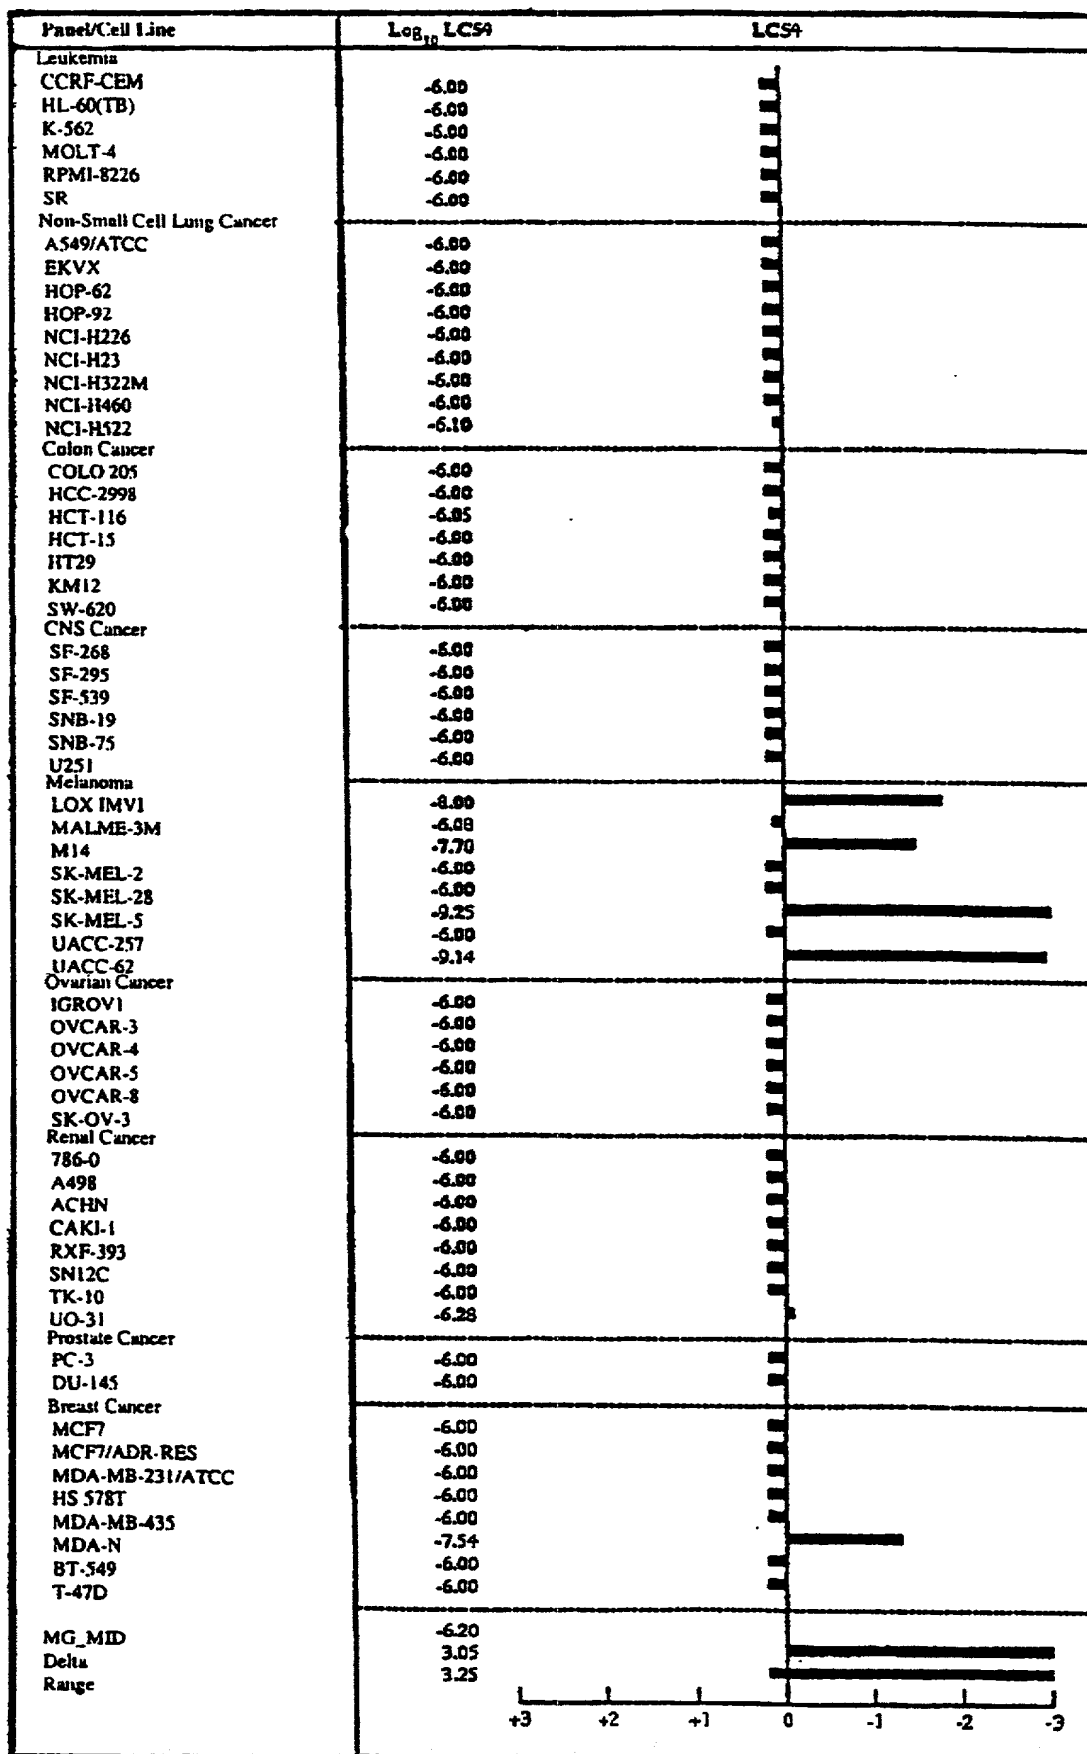 Panel/Cell Line Log10 LC54 LC54
Leukemia
CCRF-CEM -6.00
HL-60(TB) -6.00
K-562 -6.00
MOLT-4 -6.00
RPMI-8226 -6.00
SR -6.00
Non-Small Cell Lung Cancer
A549/ATCC -6.00
EKVX -6.00
HOP-62 -6.00
HOP-92 -6.00
NCI-H226 -6.00
NCI-H23 -6.00
NCI-H322M -6.00
NCI-H460 -6.00
NCI-H522 -6.10
Colon Cancer
COLO 205 -6.00
HCC-2998 -6.00
HCT-116 -6.05
HCT-15 -6.00
HT29 -6.00
KM12 -6.00
SW-620 -6.00
CNS Cancer
SF-268 -6.00
SF-295 -6.00
SF-539 -6.00
SNB-19 -6.00
SNB-75 -6.00
U251 -6.00
Melanoma
LOX IMVI -8.00
MALME-3M -6.08
M14 -7.70
SK-MEL-2 -6.00
SK-MEL-28 -6.00
SK-MEL-5 -9.25
UACC-257 -6.00
UACC-62 -9.14
Ovarian Cancer
IGROV1 -6.00
OVCAR-3 -6.00
OVCAR-4 -6.00
OVCAR-5 -6.00
OVCAR-8 -6.00
SK-OV-3 -6.00
Renal Cancer
786-0 -6.00
A498 -6.00
ACHN -6.00
CAKI-1 -6.00
RXF-393 -6.00
SN12C -6.00
TK-10 -6.00
UO-31 -6.28
Prostate Cancer
PC-3 -6.00
DU-145 -6.00
Breast Cancer
MCF7 -6.00
MCF7/ADR-RES -6.00
MDA-MB-231/ATCC -6.00
HS 578T -6.00
MDA-MB-435 -6.00
MDA-N -7.54
BT-549 -6.00
T-47D -6.00
MG_MID -6.20
Delta 3.05
Range 3.25
+3 +2 +1 0 -1 -2 -3